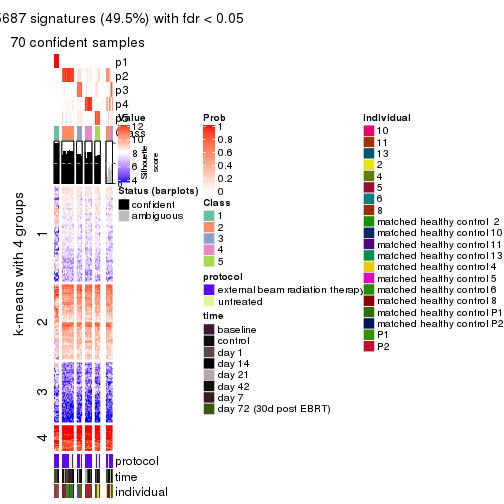 5687 signatures (49.5%) with fdr < 0.05
70 confident samples
p1
p2
p3
p4
Class
Value
12
10
8
6
4
Silhouette
score
Status (barplots)
confident
ambiguous
Prob
1
0.8
0.6
0.4
0.2
0
Class
1
2
3
4
5
protocol
external beam radiation therapy
untreated
time
baseline
control
day 1
day 14
day 21
day 42
day 7
day 72 (30d post EBRT)
individual
10
11
13
2
4
5
6
8
matched healthy control 2
matched healthy control 10
matched healthy control 11
matched healthy control 13
matched healthy control 4
matched healthy control 5
matched healthy control 6
matched healthy control 8
matched healthy control P1
matched healthy control P2
P1
P2
k-means with 4 groups
1
2
3
4
protocol
time
individual